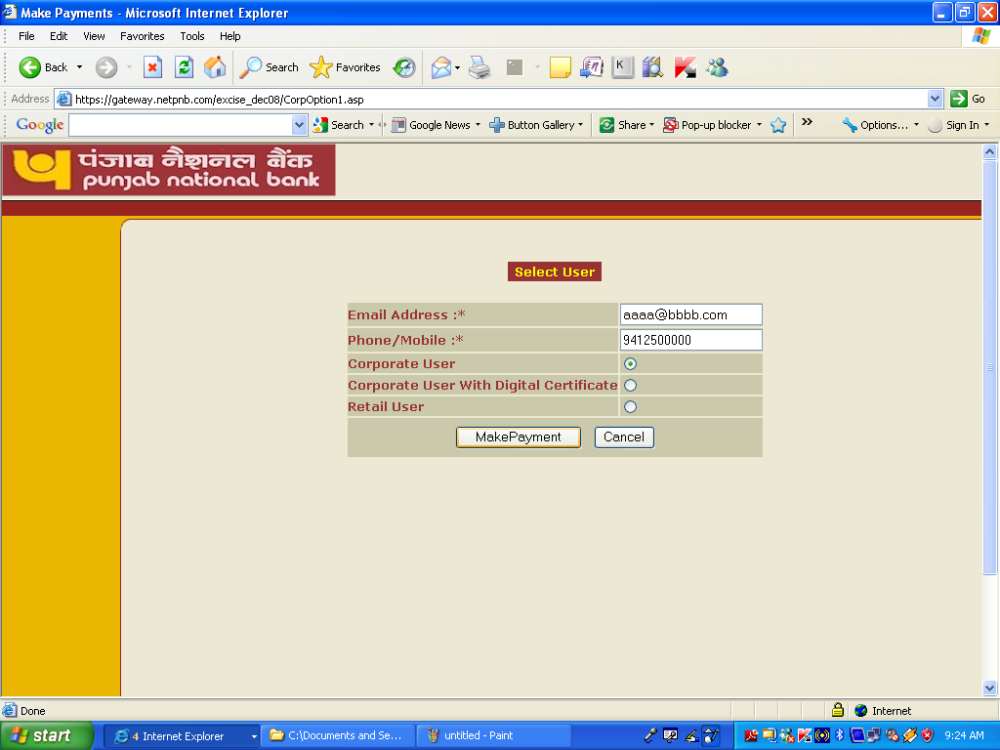 Make Payments - Microsoft Internet Explorer
File Edit View Favorites Tools Help
Back Search Favorites
Address https://gateway.netpnb.com/excise_dec08/CorpOption1.asp Go
Google Search Google News Button Gallery Share Pop-up blocker » Options... Sign In
पंजाब नैशनल बैंक
punjab national bank
Select User
Email Address :* aaaa@bbbb.com
Phone/Mobile :* 9412500000
Corporate User
Corporate User With Digital Certificate
Retail User
MakePayment Cancel
Done Internet
start 4 Internet Explorer C:\Documents and Se... untitled - Paint 9:24 AM